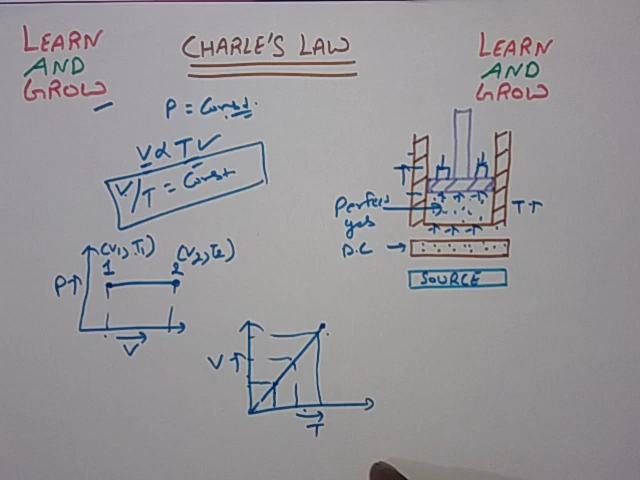 LEARN
AND
GROW
CHARLE'S LAW
LEARN
AND
GROW
P = Const.
V ∝ T ✓
V/T = Const
T↑
Perfect
gas
D.C →
SOURCE
(V₁, T₁)
(V₂, T₂)
1
2
P↑
V
V ↑
T